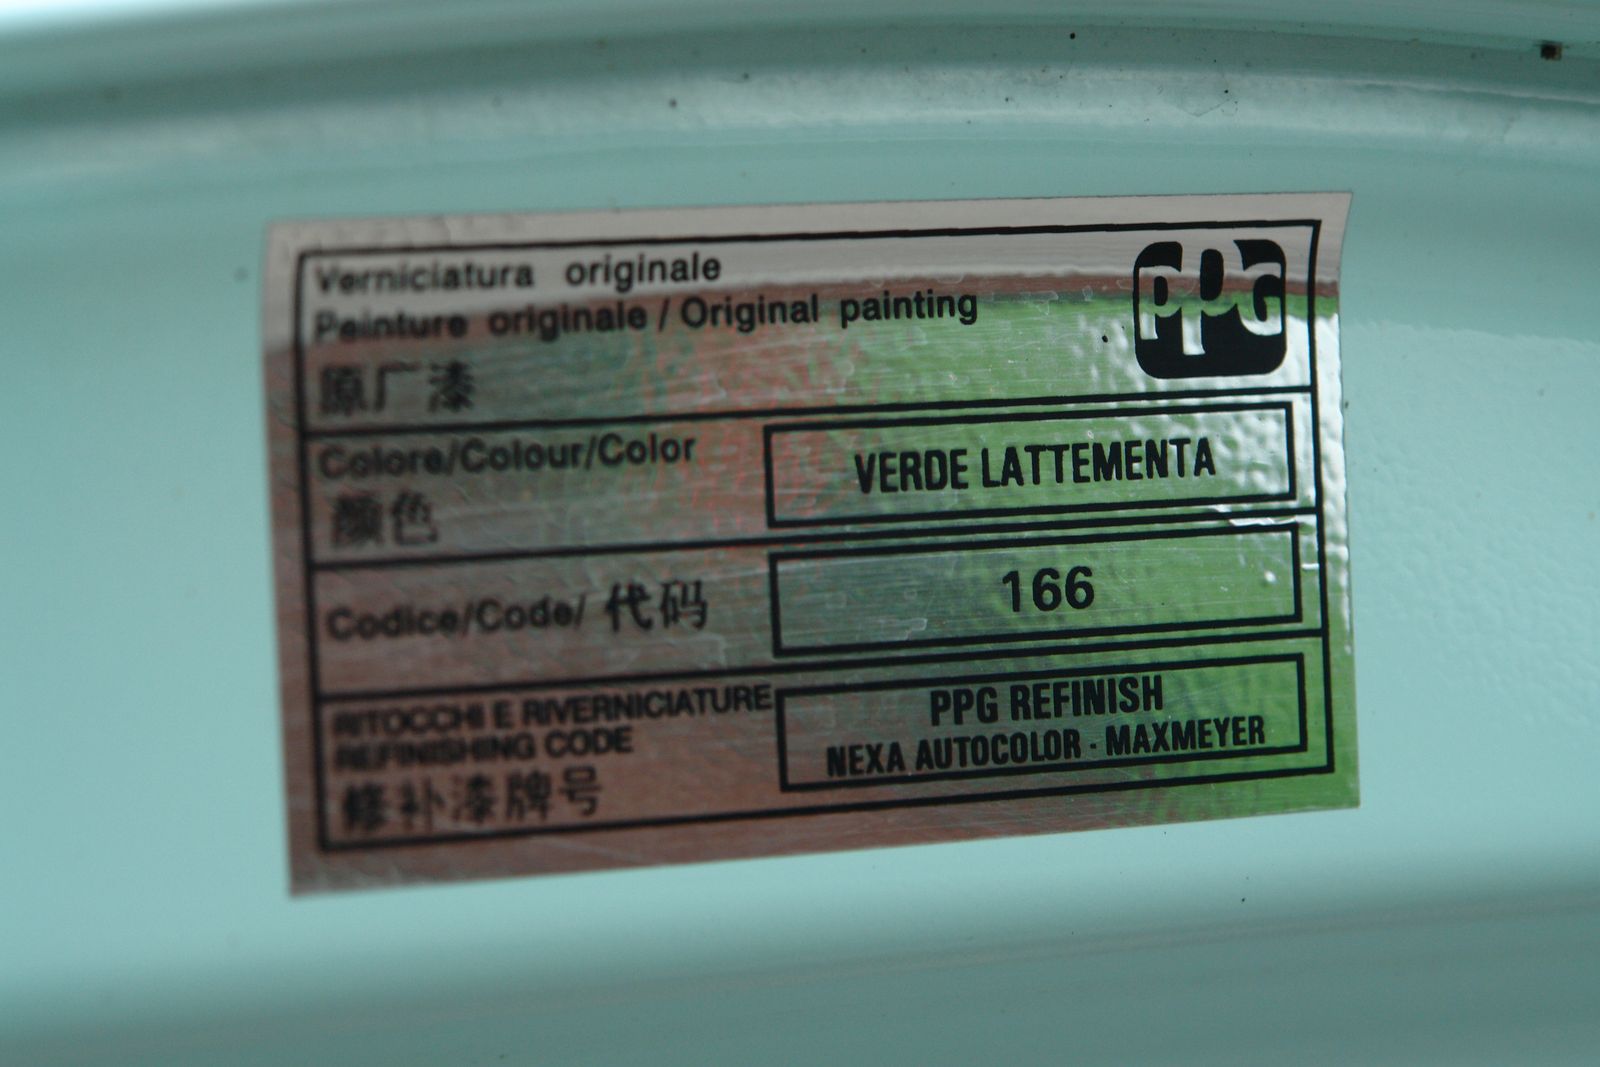 Verniciatura originale
Peinture originale / Original painting
PPG
原厂漆
Colore/Colour/Color
颜色
VERDE LATTEMENTA
Codice/Code/ 代码
166
RITOCCHI E RIVERNICIATURE
REFINISHING CODE
修补漆牌号
PPG REFINISH
NEXA AUTOCOLOR - MAXMEYER